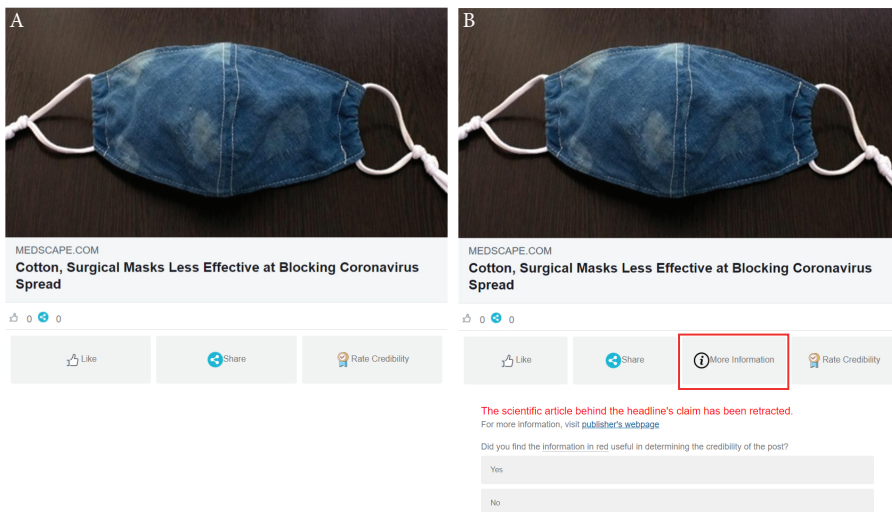 A
MEDSCAPE.COM
Cotton, Surgical Masks Less Effective at Blocking Coronavirus
Spread
0 0
Like
Share
Rate Credibility
B
MEDSCAPE.COM
Cotton, Surgical Masks Less Effective at Blocking Coronavirus
Spread
0 0
Like
Share
More Information
Rate Credibility
The scientific article behind the headline's claim has been retracted.
For more information, visit publisher's webpage
Did you find the information in red useful in determining the credibility of the post?
Yes
No